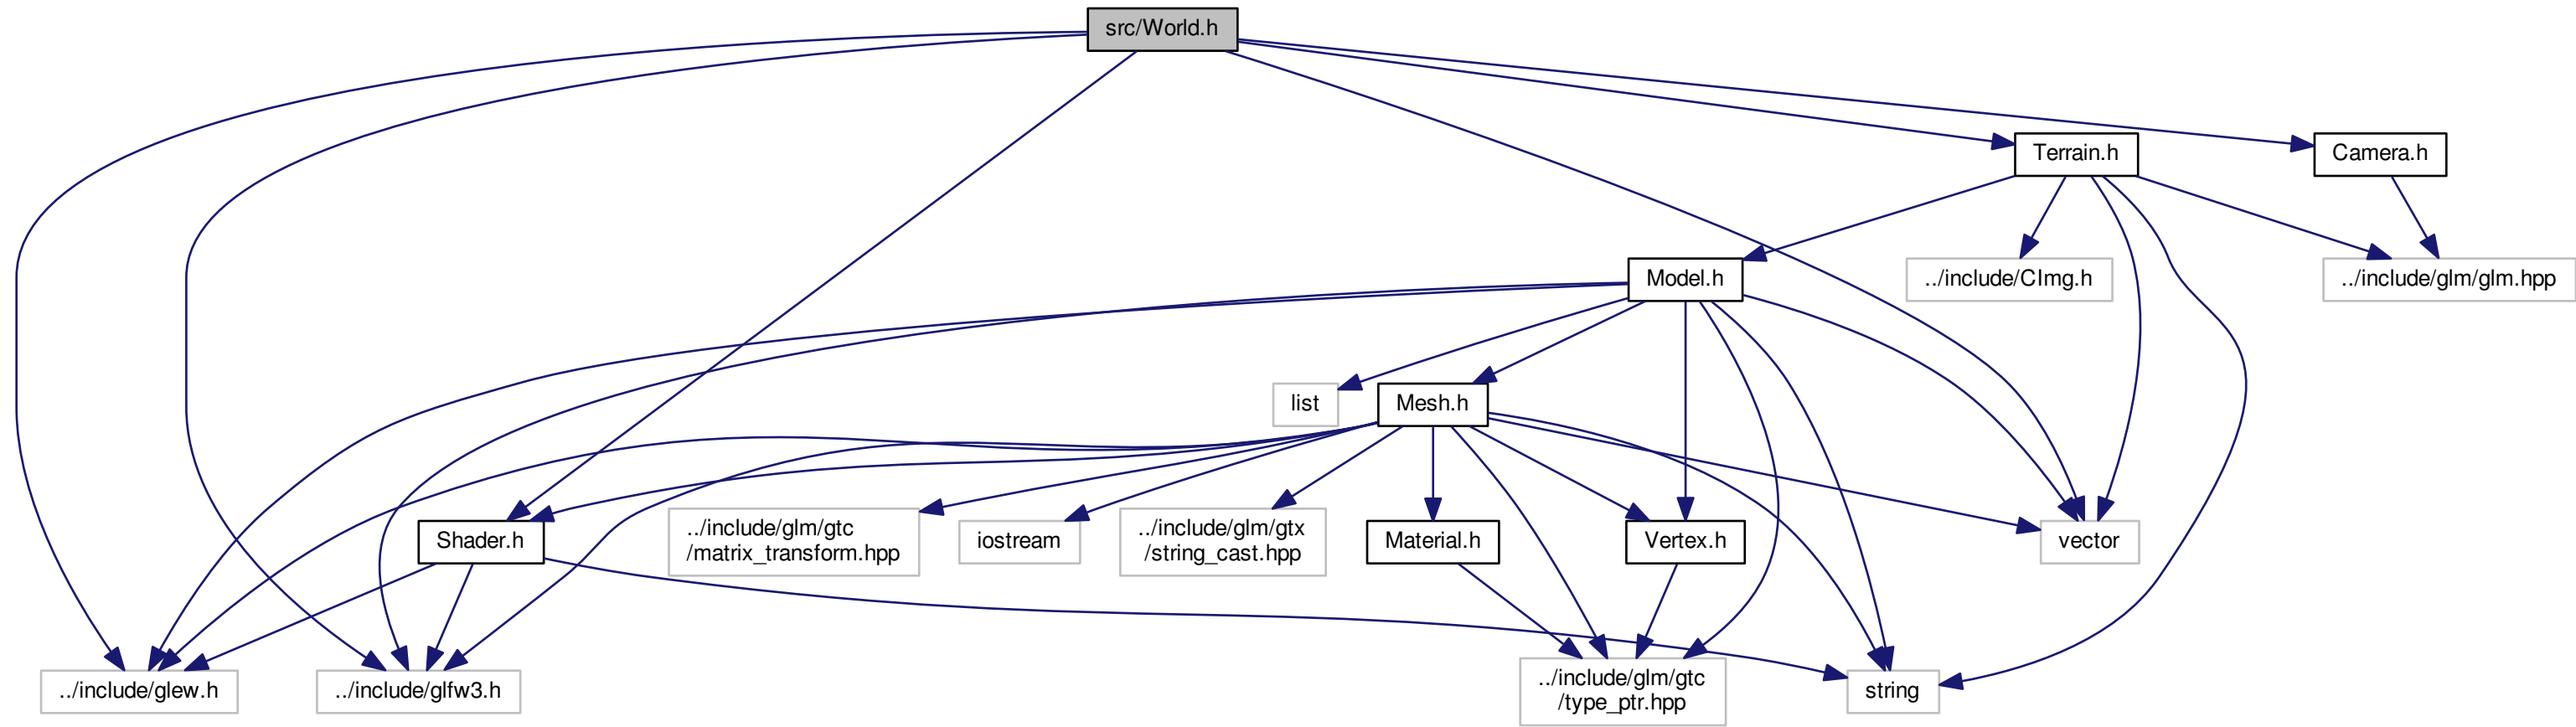 src/World.h
Terrain.h
Camera.h
Model.h
../include/CImg.h
../include/glm/glm.hpp
list
Mesh.h
Shader.h
../include/glm/gtc
/matrix_transform.hpp
iostream
../include/glm/gtx
/string_cast.hpp
Material.h
Vertex.h
vector
../include/glew.h
../include/glfw3.h
../include/glm/gtc
/type_ptr.hpp
string